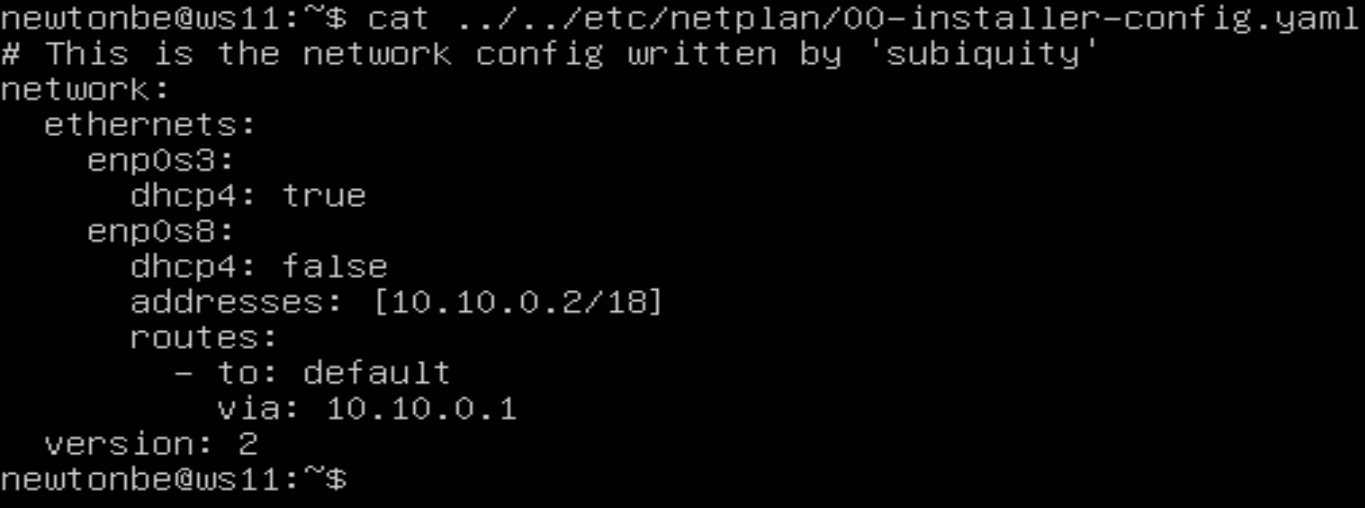 newtonbe@ws11:~$ cat ../../etc/netplan/00-installer-config.yaml
# This is the network config written by 'subiquity'
network:
  ethernets:
    enp0s3:
      dhcp4: true
    enp0s8:
      dhcp4: false
      addresses: [10.10.0.2/18]
      routes:
        - to: default
          via: 10.10.0.1
  version: 2
newtonbe@ws11:~$